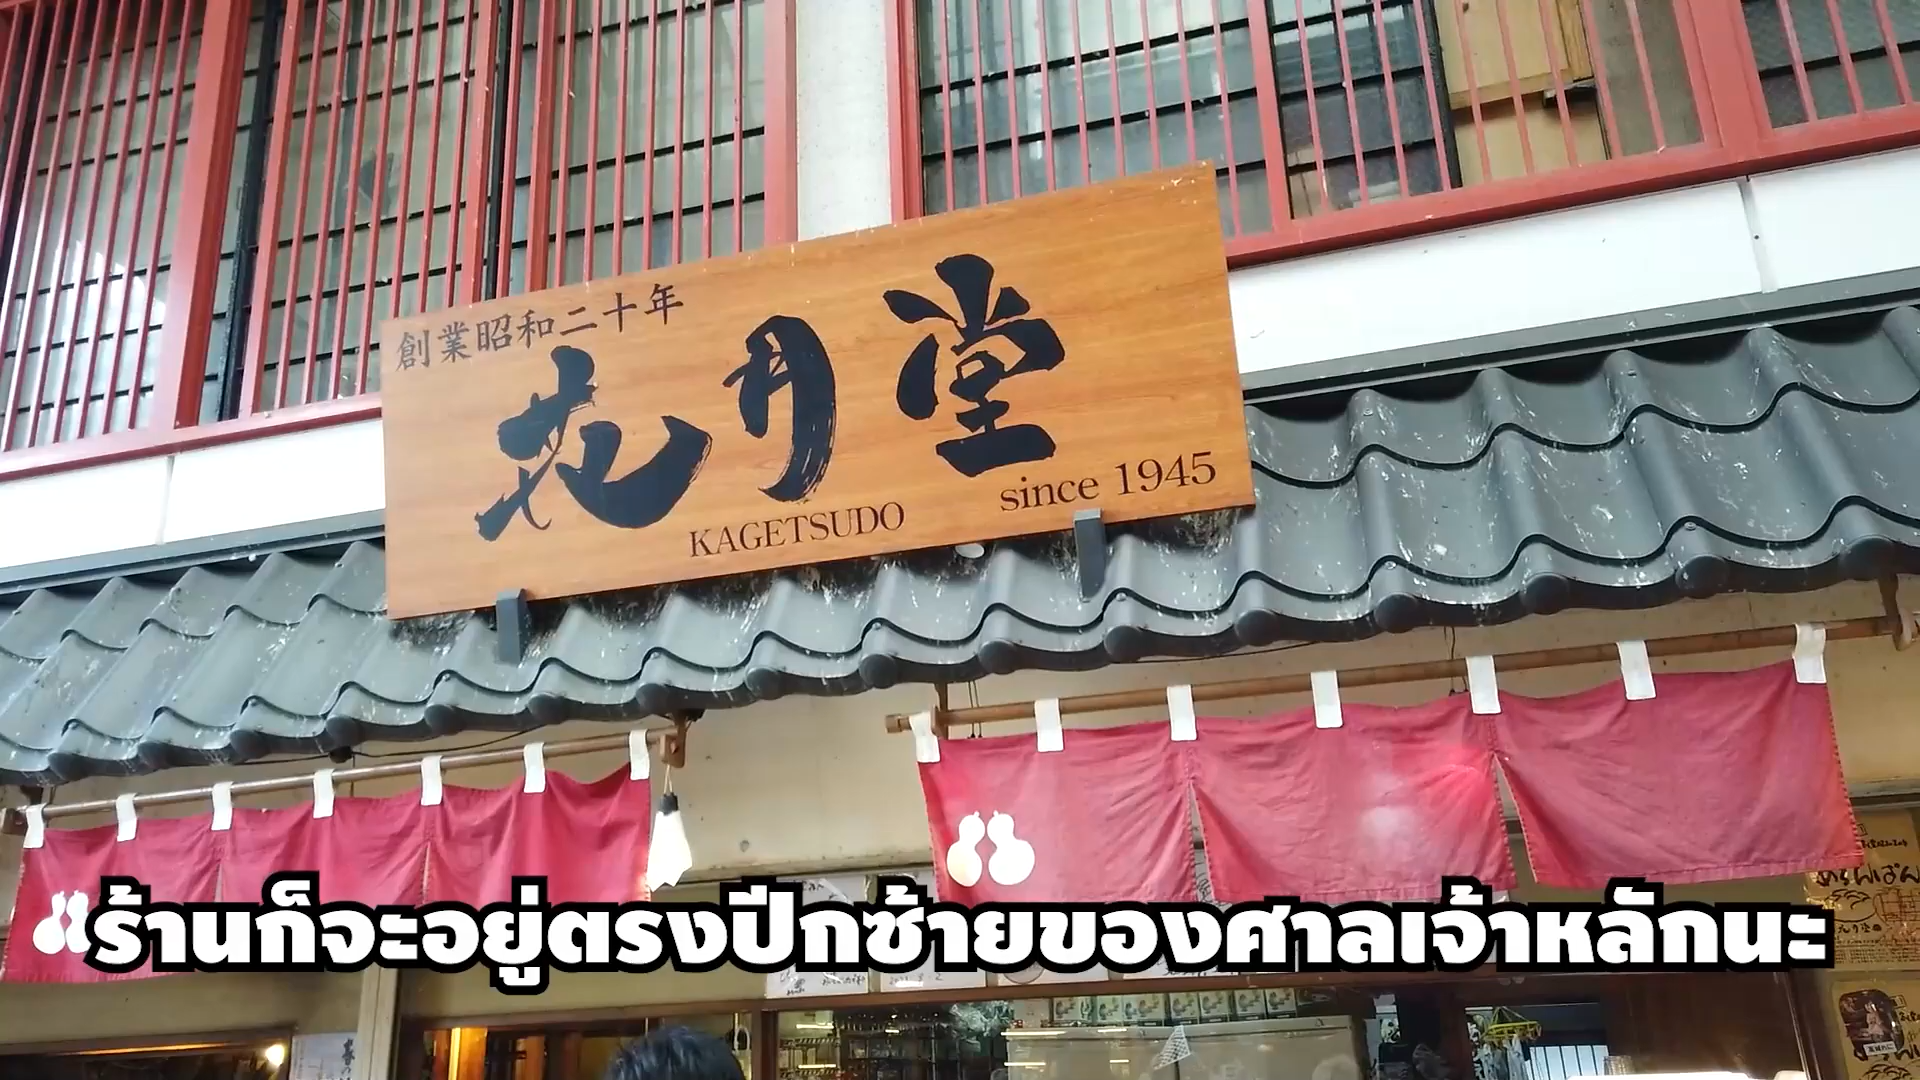 創業昭和二十年
花月堂
KAGETSUDO
since 1945
ร้านก็จะอยู่ตรงปีกซ้ายของศาลเจ้าหลักนะ